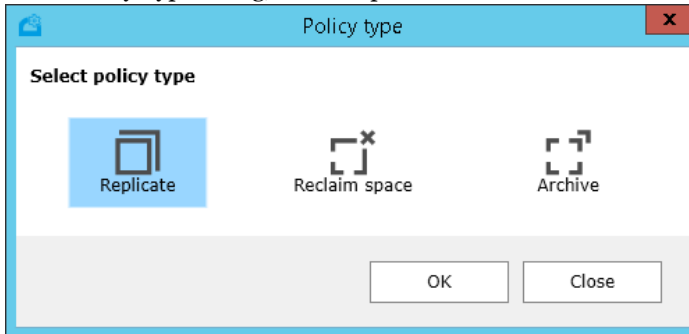 Policy type
x
Select policy type
Replicate Reclaim space Archive
OK Close